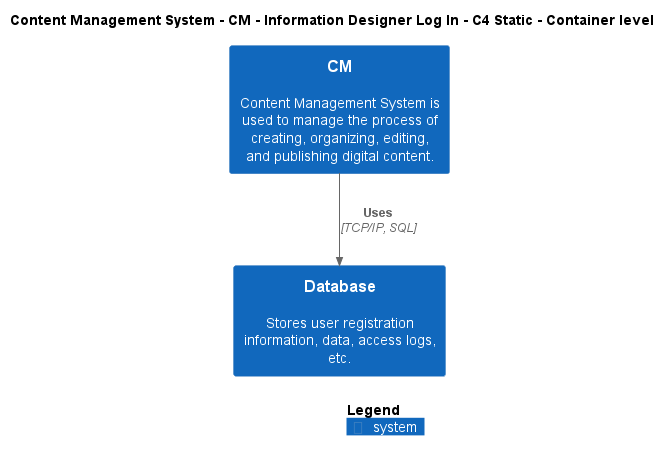 Content Management System - CM - Information Designer Log In - C4 Static - Container level
CM
Content Management System is
used to manage the process of
creating, organizing, editing,
and publishing digital content.
Uses
[TCP/IP, SQL]
Database
Stores user registration
information, data, access logs,
etc.
Legend
system